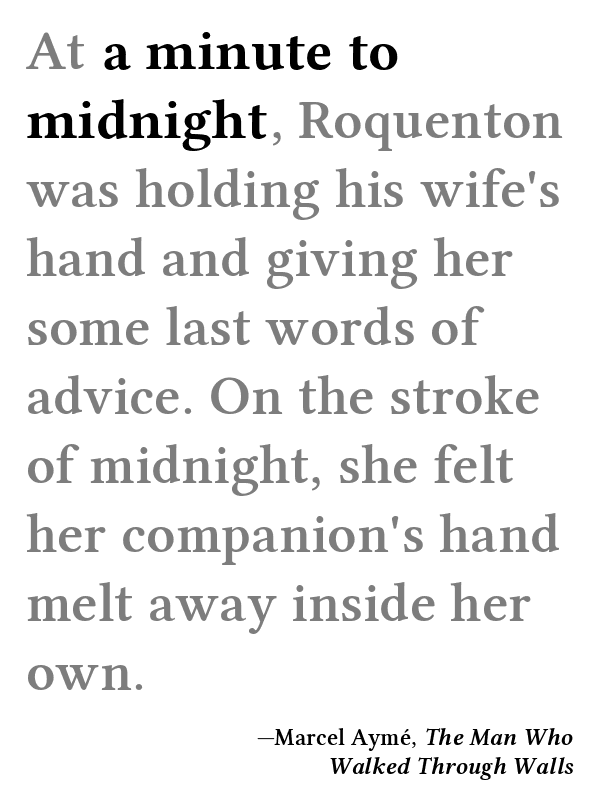 At a minute to
midnight, Roquenton
was holding his wife's
hand and giving her
some last words of
advice. On the stroke
of midnight, she felt
her companion's hand
melt away inside her
own.
—Marcel Aymé, The Man Who
Walked Through Walls